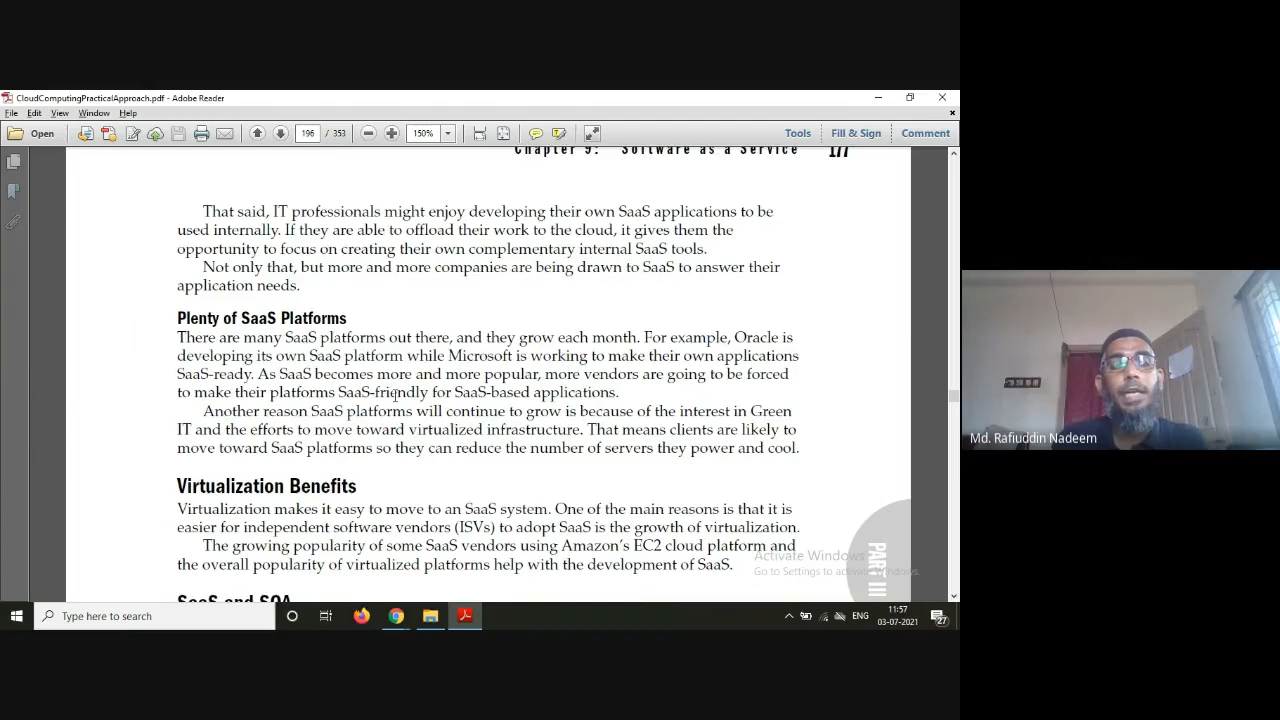 CloudComputingPracticalApproach.pdf - Adobe Reader
File Edit View Window Help
Open 196 / 353 150% Tools Fill & Sign Comment
Chapter 9: Software as a Service 177
That said, IT professionals might enjoy developing their own SaaS applications to be
used internally. If they are able to offload their work to the cloud, it gives them the
opportunity to focus on creating their own complementary internal SaaS tools.
Not only that, but more and more companies are being drawn to SaaS to answer their
application needs.
Plenty of SaaS Platforms
There are many SaaS platforms out there, and they grow each month. For example, Oracle is
developing its own SaaS platform while Microsoft is working to make their own applications
SaaS-ready. As SaaS becomes more and more popular, more vendors are going to be forced
to make their platforms SaaS-friendly for SaaS-based applications.
Another reason SaaS platforms will continue to grow is because of the interest in Green
IT and the efforts to move toward virtualized infrastructure. That means clients are likely to
move toward SaaS platforms so they can reduce the number of servers they power and cool.
Virtualization Benefits
Virtualization makes it easy to move to an SaaS system. One of the main reasons is that it is
easier for independent software vendors (ISVs) to adopt SaaS is the growth of virtualization.
The growing popularity of some SaaS vendors using Amazon's EC2 cloud platform and
the overall popularity of virtualized platforms help with the development of SaaS.
SaaS and SOA
PART III
Activate Windows
Go to Settings to activate Windows.
Type here to search
ENG
11:57
03-07-2021
27
Md. Rafiuddin Nadeem